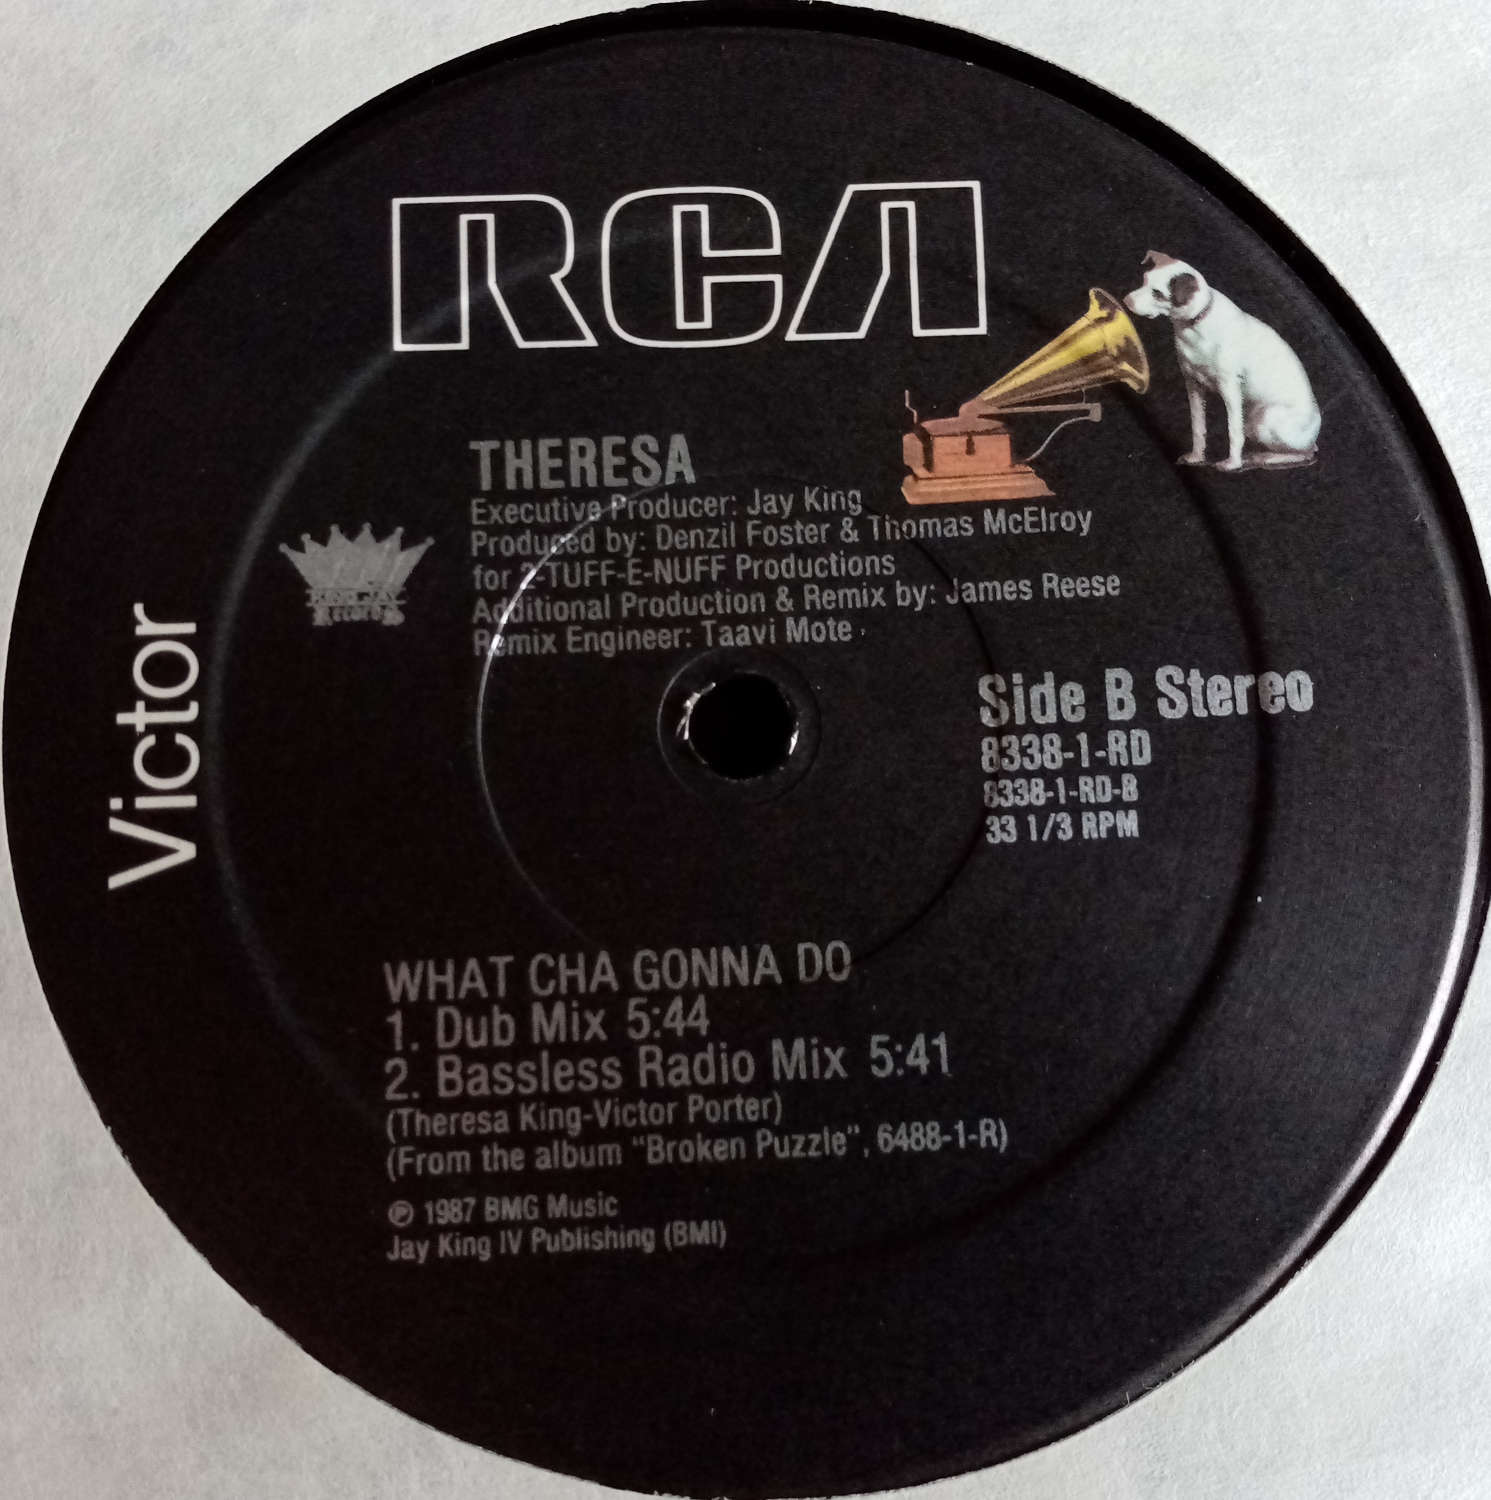 RCA
THERESA
Executive Producer: Jay King
Produced by: Denzil Foster & Thomas McElroy
for 2-TUFF-E-NUFF Productions
Additional Production & Remix by: James Reese
Remix Engineer: Taavi Mote
Records
Victor
Side B Stereo
8338-1-RD
8338-1-RD-B
33 1/3 RPM
WHAT CHA GONNA DO
1. Dub Mix 5:44
2. Bassless Radio Mix 5:41
(Theresa King-Victor Porter)
(From the album "Broken Puzzle", 6488-1-R)
℗ 1987 BMG Music
Jay King IV Publishing (BMI)